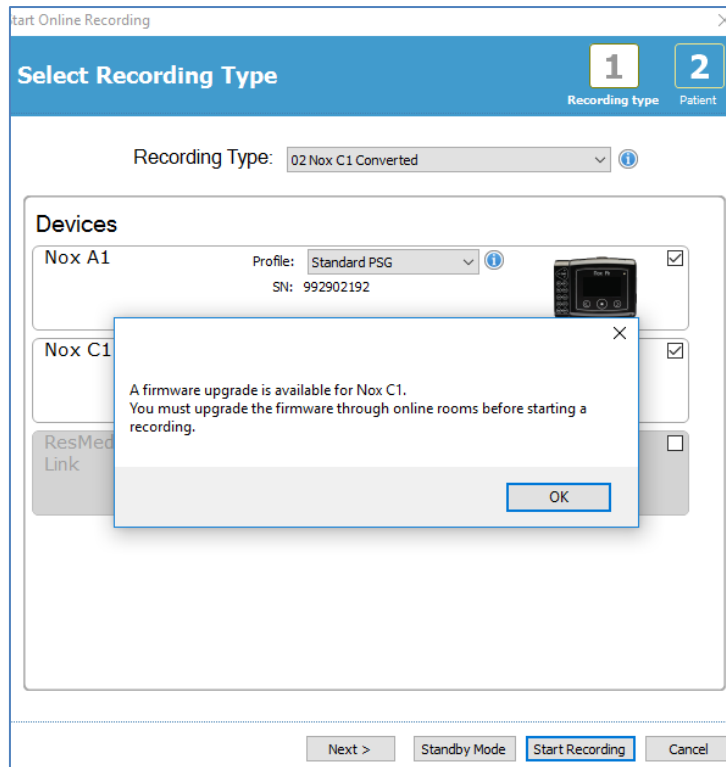 tart Online Recording
Select Recording Type
1
Recording type
2
Patient
Recording Type:
02 Nox C1 Converted
Devices
Nox A1
Profile:
Standard PSG
SN:
992902192
Nox C1
A firmware upgrade is available for Nox C1.
You must upgrade the firmware through online rooms before starting a
recording.
OK
ResMed
Link
Next >
Standby Mode
Start Recording
Cancel